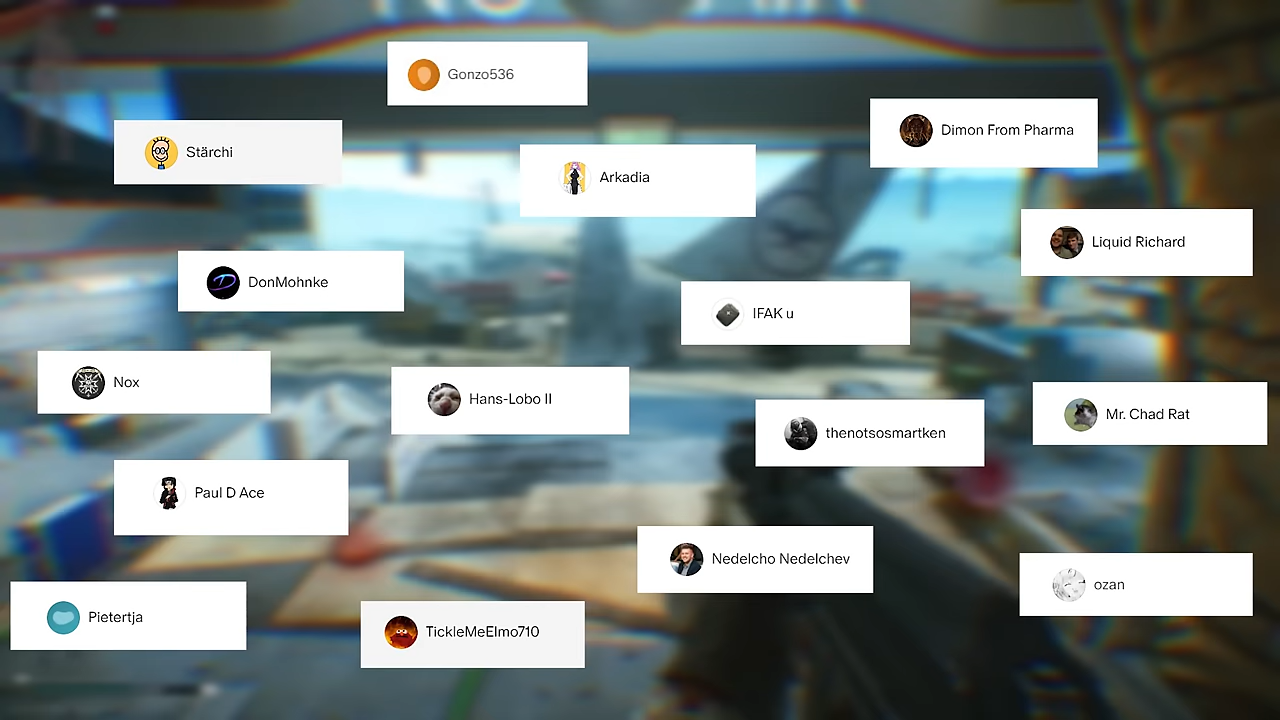 Gonzo536
Dimon From Pharma
Stärchi
Arkadia
Liquid Richard
DonMohnke
IFAK u
Nox
Hans-Lobo II
Mr. Chad Rat
thenotsosmartken
Paul D Ace
Nedelcho Nedelchev
ozan
Pietertja
TickleMeElmo710